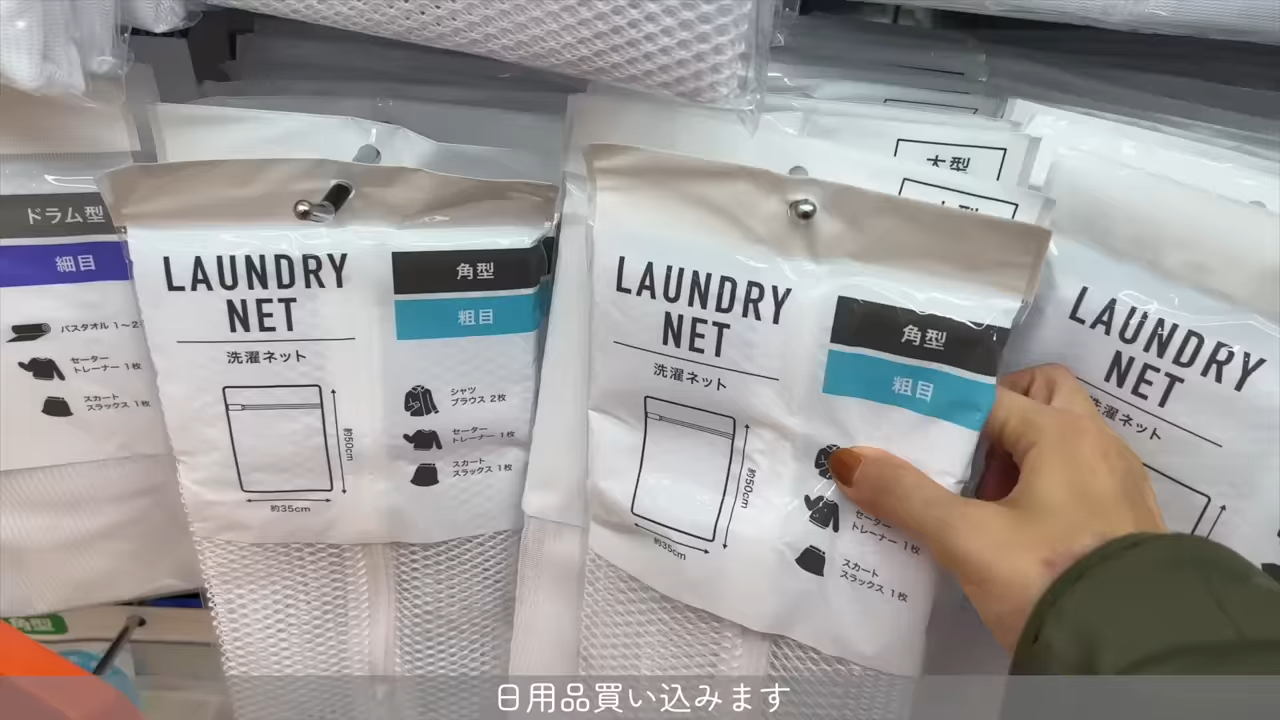 大型
ドラム型
細目
バスタオル 1〜2
セーター
トレーナー 1枚
スカート
スラックス 1枚
LAUNDRY
NET
洗濯ネット
約50cm
約35cm
角型
粗目
シャツ
ブラウス 2枚
セーター
トレーナー 1枚
スカート
スラックス 1枚
LAUNDRY
NET
洗濯ネット
約50cm
約35cm
角型
粗目
セーター
トレーナー 1枚
スカート
スラックス 1枚
LAUNDRY
NET
洗濯ネット
角型
日用品買い込みます